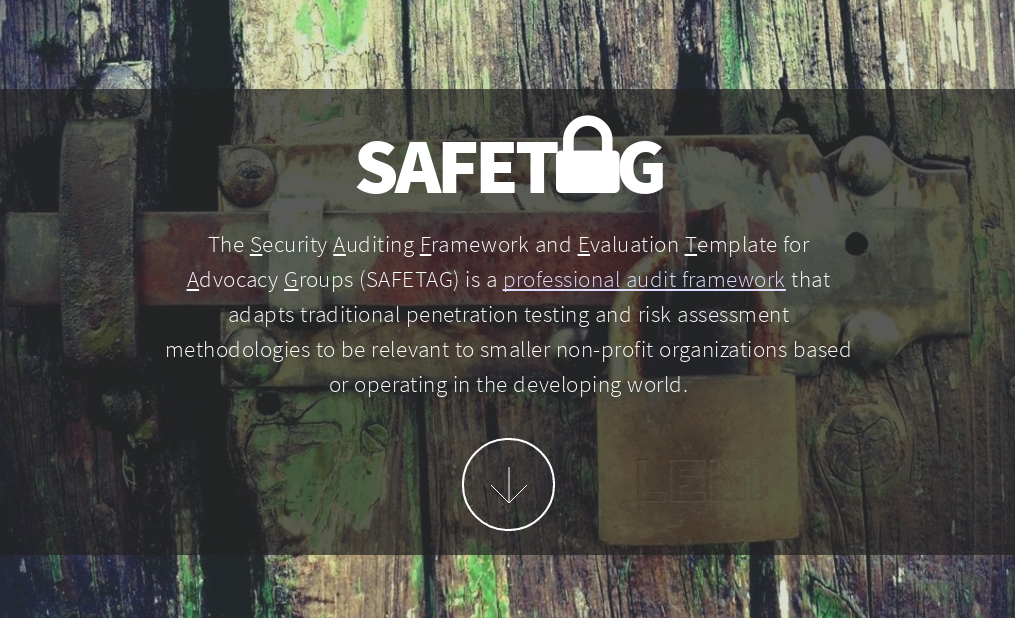 SAFETAG
The Security Auditing Framework and Evaluation Template for
Advocacy Groups (SAFETAG) is a professional audit framework that
adapts traditional penetration testing and risk assessment
methodologies to be relevant to smaller non-profit organizations based
or operating in the developing world.